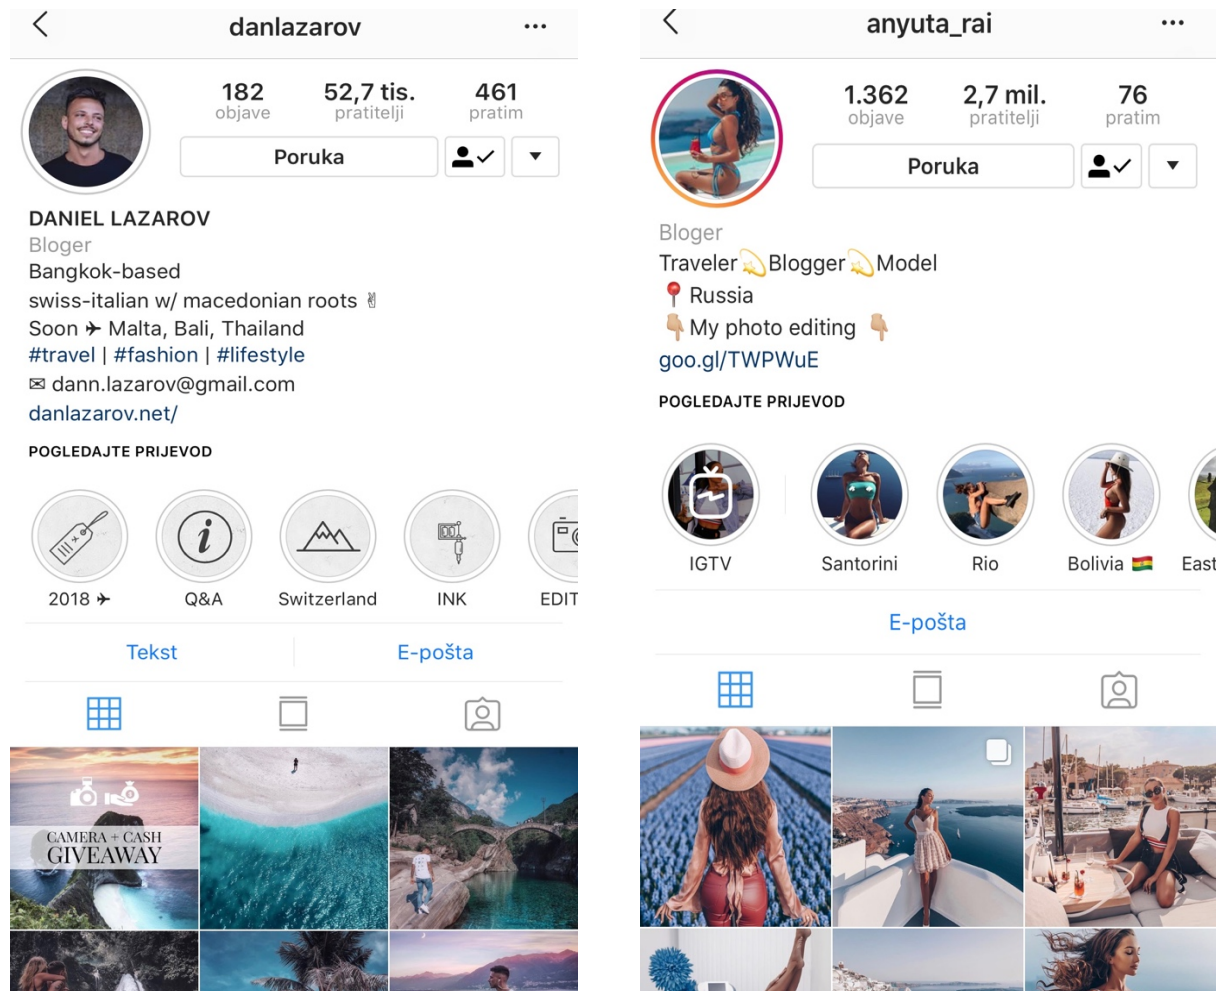 danlazarov
182 52,7 tis. 461
objave pratitelji pratim
Poruka
DANIEL LAZAROV
Bloger
Bangkok-based
swiss-italian w/ macedonian roots ✌
Soon ✈ Malta, Bali, Thailand
#travel | #fashion | #lifestyle
✉ dann.lazarov@gmail.com
danlazarov.net/
POGLEDAJTE PRIJEVOD
2018 ✈ Q&A Switzerland INK EDIT
Tekst E-pošta
CAMERA + CASH
GIVEAWAY
anyuta_rai
1.362 2,7 mil. 76
objave pratitelji pratim
Poruka
Bloger
Traveler💫Blogger💫Model
📍Russia
👇🏼My photo editing 👇🏼
goo.gl/TWPWuE
POGLEDAJTE PRIJEVOD
IGTV Santorini Rio Bolivia 🇧🇴 East
E-pošta